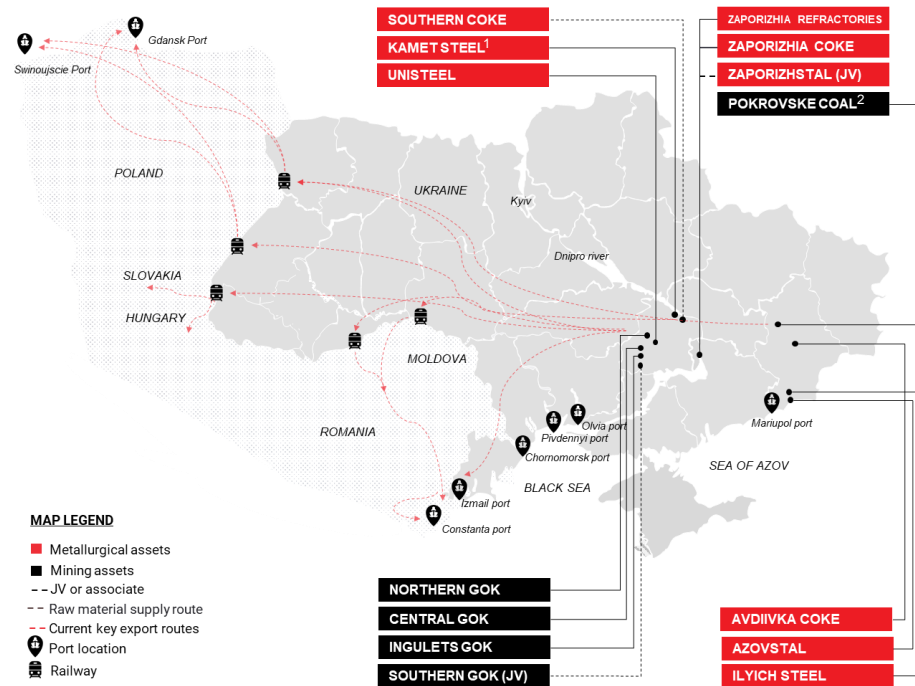 SOUTHERN COKE
KAMET STEEL1
UNISTEEL
ZAPORIZHIA REFRACTORIES
ZAPORIZHIA COKE
ZAPORIZHSTAL (JV)
POKROVSKE COAL2
Gdansk Port
Swinoujscie Port
POLAND
UKRAINE
Kyiv
Dnipro river
SLOVAKIA
HUNGARY
MOLDOVA
ROMANIA
Mariupol port
Olvia port
Pivdennyi port
Chornomorsk port
SEA OF AZOV
BLACK SEA
Izmail port
Constanta port
MAP LEGEND
Metallurgical assets
Mining assets
JV or associate
Raw material supply route
Current key export routes
Port location
Railway
NORTHERN GOK
CENTRAL GOK
INGULETS GOK
SOUTHERN GOK (JV)
AVDIIVKA COKE
AZOVSTAL
ILYICH STEEL